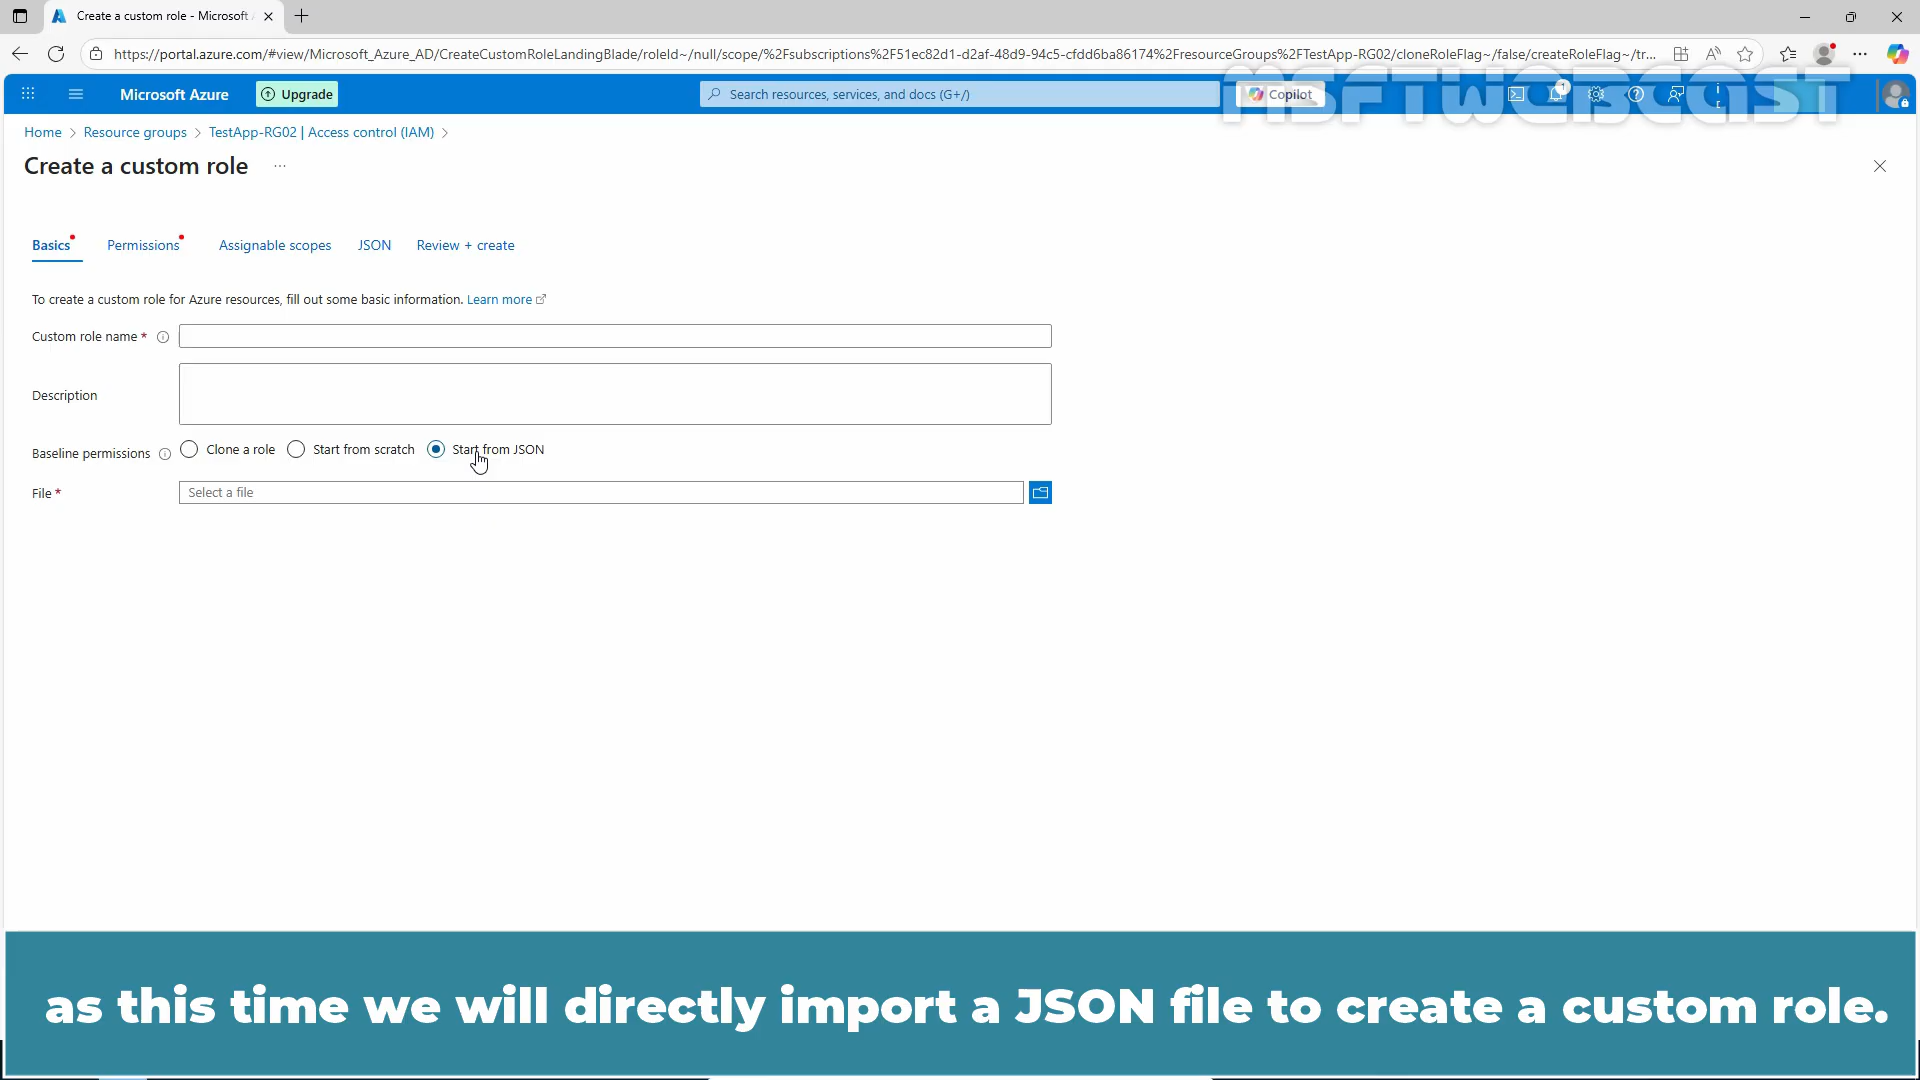 Create a custom role - Microsoft
https://portal.azure.com/#view/Microsoft_Azure_AD/CreateCustomRoleLandingBlade/roleId~/null/scope/%2Fsubscriptions%2F51ec82d1-d2af-48d9-94c5-cfdd6ba86174%2FresourceGroups%2FTestApp-RG02/cloneRoleFlag~/false/createRoleFlag~/tr...
MSFTWEBCAST
Microsoft Azure
Upgrade
Search resources, services, and docs (G+/)
Copilot
1
Home > Resource groups > TestApp-RG02 | Access control (IAM) >
Create a custom role ...
Basics Permissions Assignable scopes JSON Review + create
To create a custom role for Azure resources, fill out some basic information. Learn more
Custom role name *
Description
Baseline permissions Clone a role Start from scratch Start from JSON
File * Select a file
as this time we will directly import a JSON file to create a custom role.